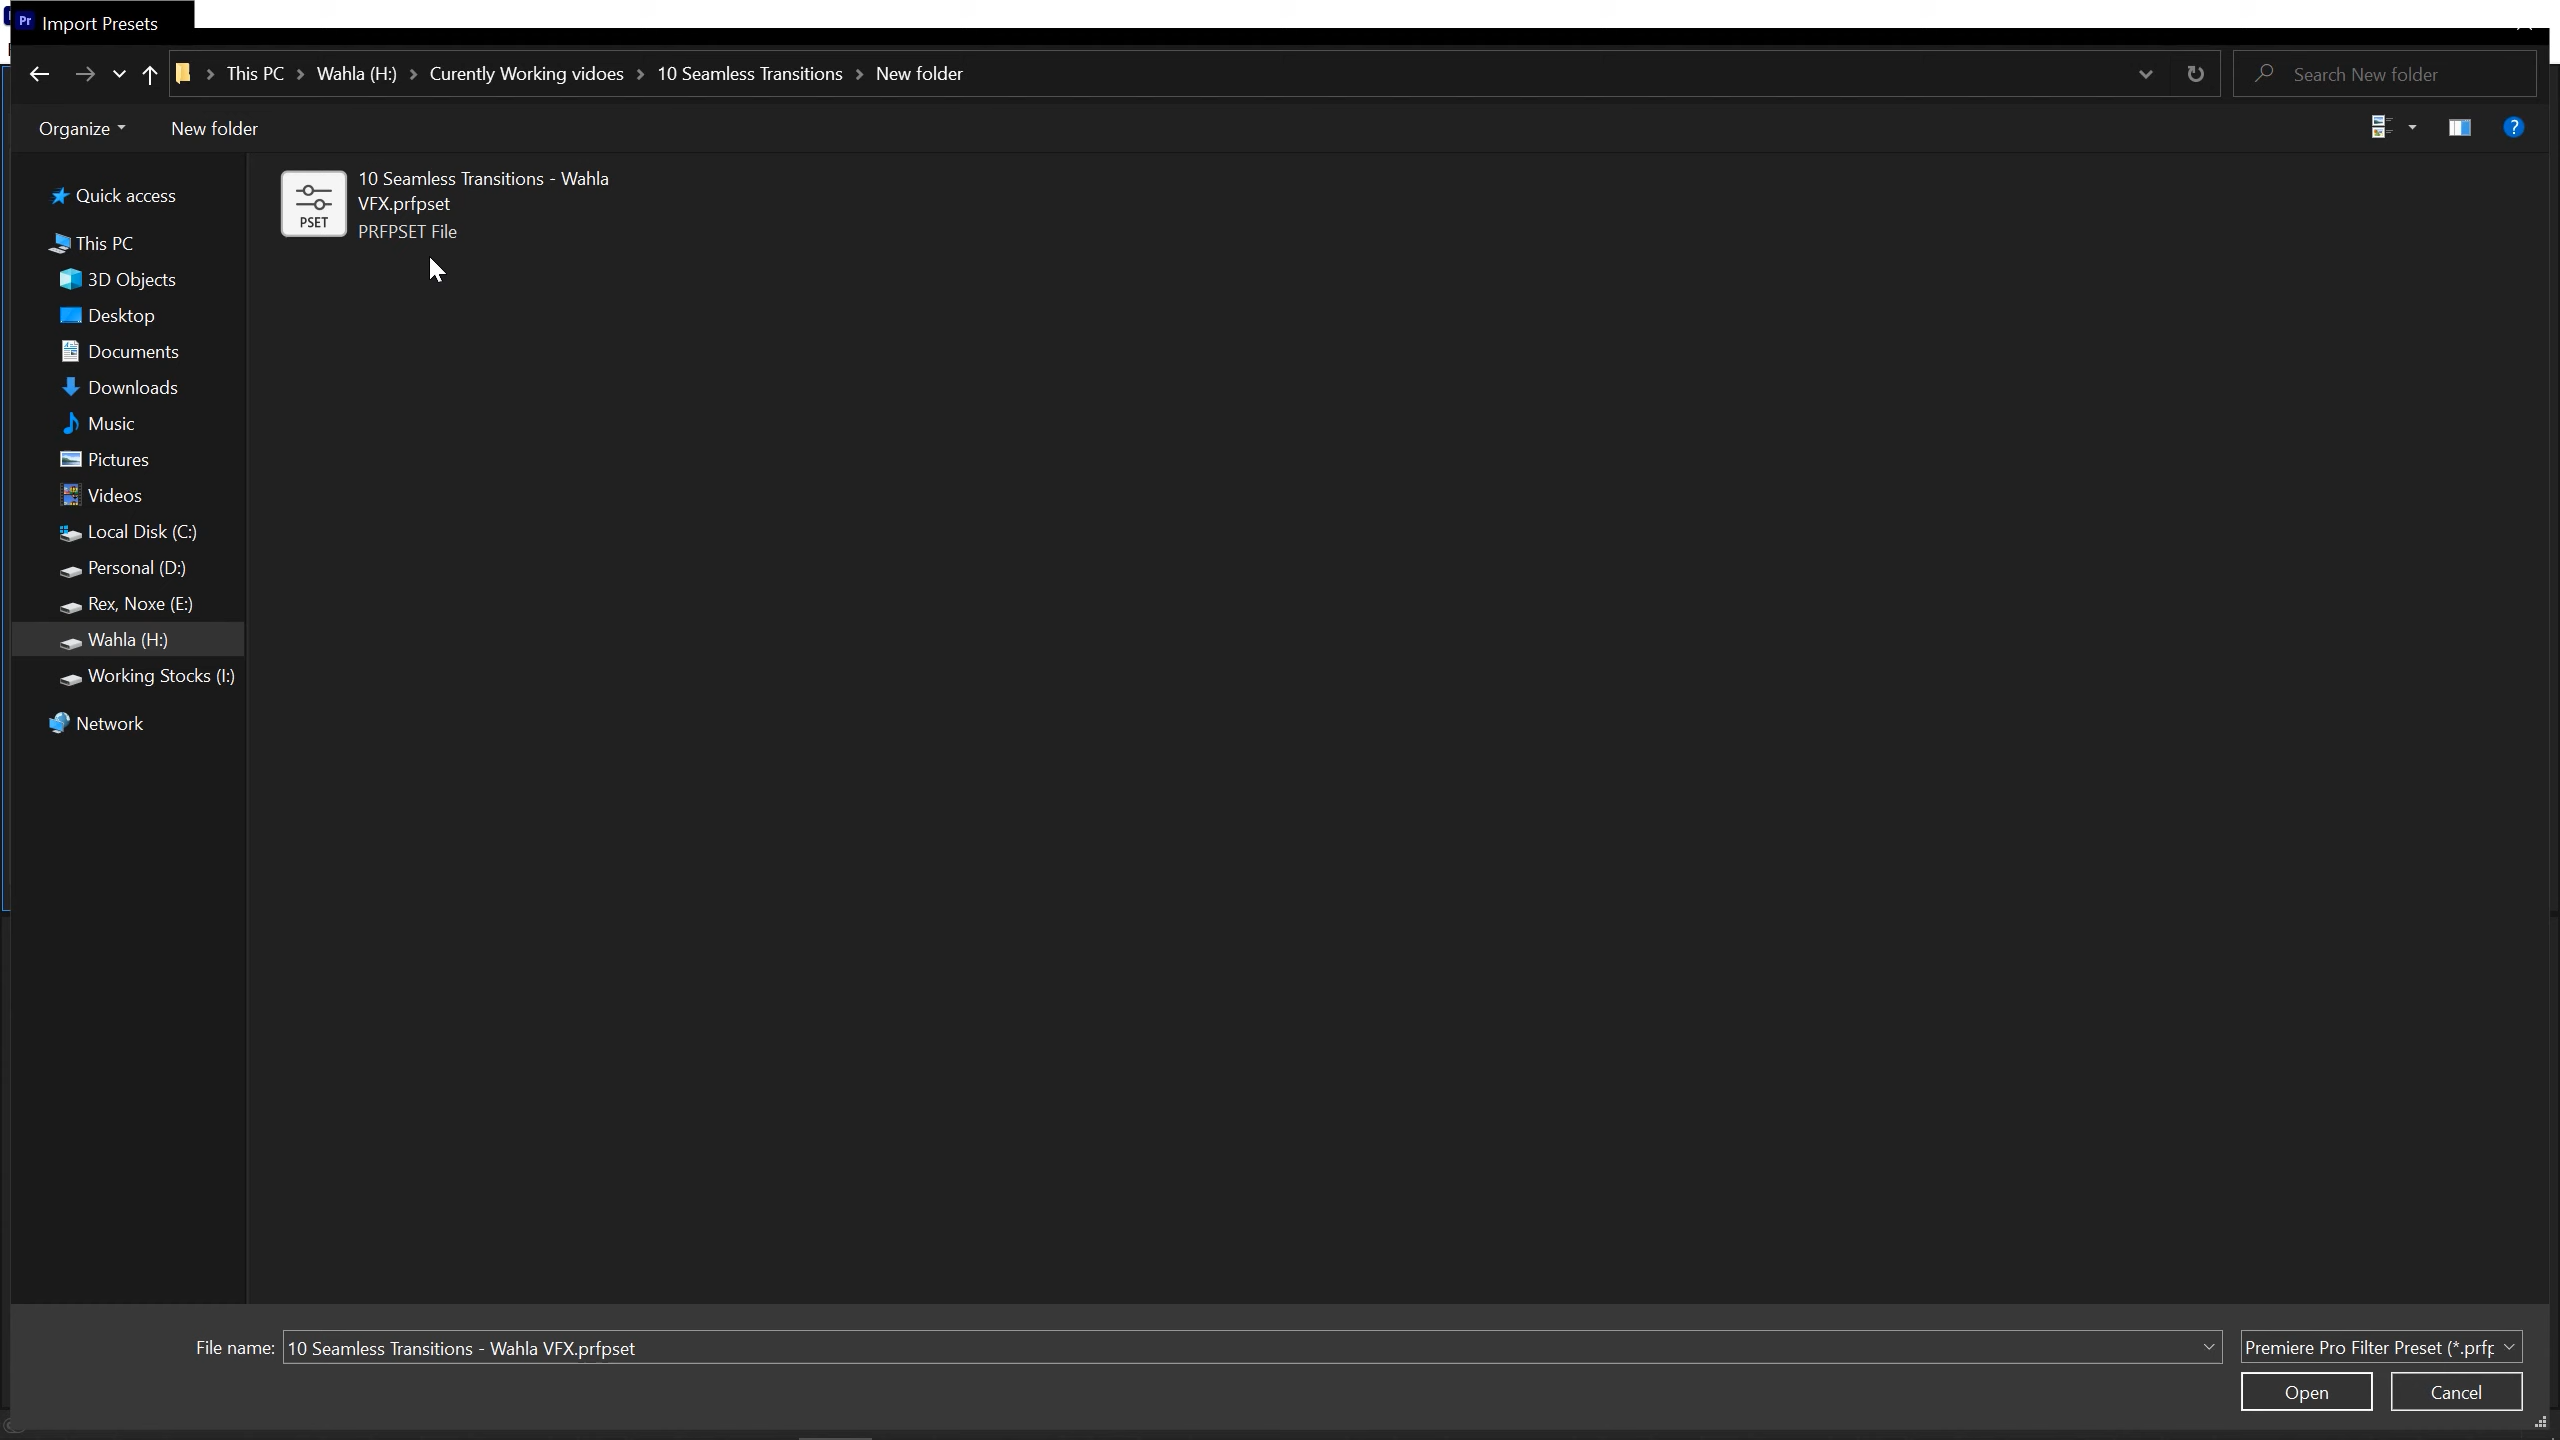 Pr Import Presets
This PC > Wahla (H:) > Curently Working vidoes > 10 Seamless Transitions > New folder
Search New folder
Organize
New folder
Quick access
This PC
3D Objects
Desktop
Documents
Downloads
Music
Pictures
Videos
Local Disk (C:)
Personal (D:)
Rex, Noxe (E:)
Wahla (H:)
Working Stocks (I:)
Network
PSET
10 Seamless Transitions - Wahla
VFX.prfpset
PRFPSET File
File name: 10 Seamless Transitions - Wahla VFX.prfpset
Premiere Pro Filter Preset (*.prfp
Open
Cancel